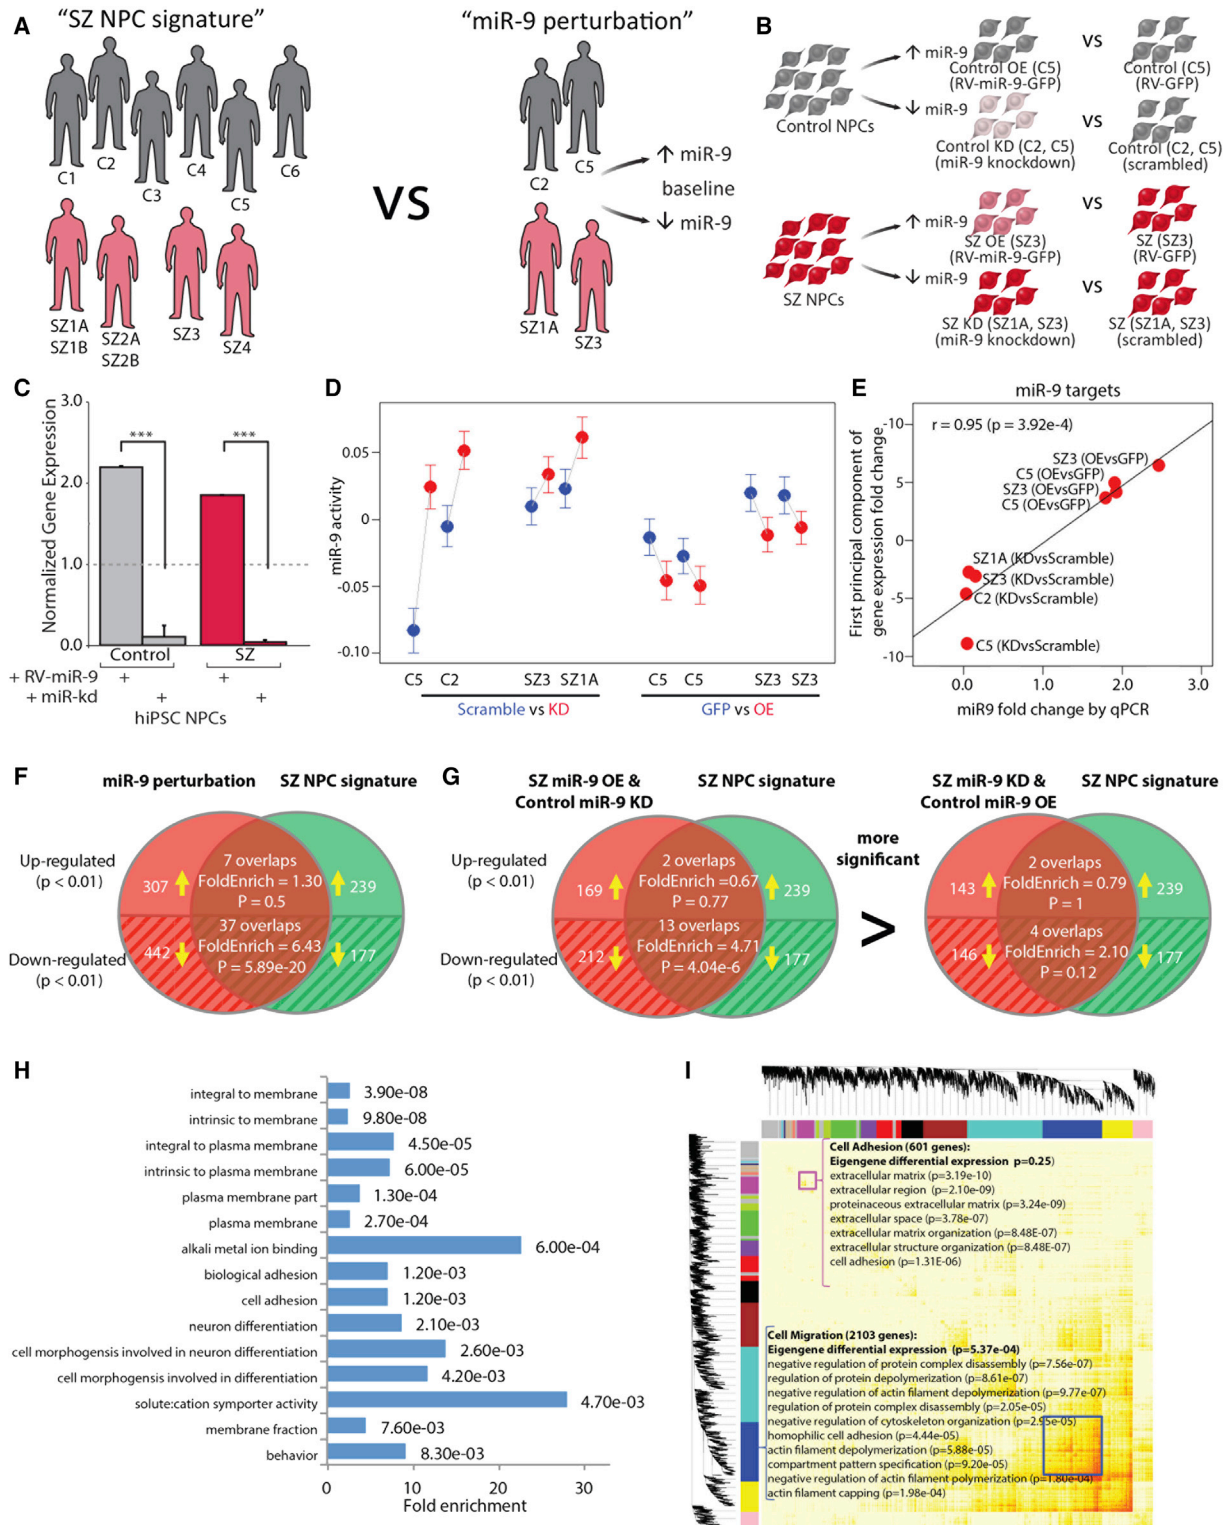 A
"SZ NPC signature"
C1
C2
C3
C4
C5
C6
SZ1A
SZ1B
SZ2A
SZ2B
SZ3
SZ4
VS
"miR-9 perturbation"
C2
C5
SZ1A
SZ3
↑ miR-9
baseline
↓ miR-9
B
Control NPCs
↑ miR-9
Control OE (C5)
(RV-miR-9-GFP)
vs
Control (C5)
(RV-GFP)
↓ miR-9
Control KD (C2, C5)
(miR-9 knockdown)
vs
Control (C2, C5)
(scrambled)
SZ NPCs
↑ miR-9
SZ OE (SZ3)
(RV-miR-9-GFP)
vs
SZ (SZ3)
(RV-GFP)
↓ miR-9
SZ KD (SZ1A, SZ3)
(miR-9 knockdown)
vs
SZ (SZ1A, SZ3)
(scrambled)
C
Normalized Gene Expression
3.0
2.0
1.0
0.0
***
***
Control
SZ
+ RV-miR-9
+
+
+ miR-kd
+
+
hiPSC NPCs
D
miR-9 activity
0.05
0
-0.05
-0.10
C5
C2
SZ3
SZ1A
C5
C5
SZ3
SZ3
Scramble vs KD
GFP vs OE
E
miR-9 targets
First principal component of
gene expression fold change
-10
5
0
-5
-10
r = 0.95 (p = 3.92e-4)
SZ3 (OEvsGFP)
C5 (OEvsGFP)
SZ3 (OEvsGFP)
C5 (OEvsGFP)
SZ1A (KDvsScramble)
SZ3 (KDvsScramble)
C2 (KDvsScramble)
C5 (KDvsScramble)
0.0
1.0
2.0
3.0
miR9 fold change by qPCR
F
miR-9 perturbation
SZ NPC signature
Up-regulated
(p < 0.01)
307
7 overlaps
FoldEnrich = 1.30
P = 0.5
239
Down-regulated
(p < 0.01)
442
37 overlaps
FoldEnrich = 6.43
P = 5.89e-20
177
G
SZ miR-9 OE &
Control miR-9 KD
SZ NPC signature
Up-regulated
(p < 0.01)
169
2 overlaps
FoldEnrich =0.67
P = 0.77
239
Down-regulated
(p < 0.01)
212
13 overlaps
FoldEnrich = 4.71
P = 4.04e-6
177
more
significant
>
SZ miR-9 KD &
Control miR-9 OE
SZ NPC signature
143
2 overlaps
FoldEnrich = 0.79
P = 1
239
146
4 overlaps
FoldEnrich = 2.10
P = 0.12
177
H
integral to membrane 3.90e-08
intrinsic to membrane 9.80e-08
integral to plasma membrane 4.50e-05
intrinsic to plasma membrane 6.00e-05
plasma membrane part 1.30e-04
plasma membrane 2.70e-04
alkali metal ion binding 6.00e-04
biological adhesion 1.20e-03
cell adhesion 1.20e-03
neuron differentiation 2.10e-03
cell morphogensis involved in neuron differentiation 2.60e-03
cell morphogensis involved in differentiation 4.20e-03
solute:cation symporter activity 4.70e-03
membrane fraction 7.60e-03
behavior 8.30e-03
0
10
20
30
Fold enrichment
I
Cell Adhesion (601 genes):
Eigengene differential expression p=0.25)
extracellular matrix (p=3.19e-10)
extracellular region (p=2.10e-09)
proteinaceous extracellular matrix (p=3.24e-09)
extracellular space (p=3.78e-07)
extracellular matrix organization (p=8.48E-07)
extracellular structure organization (p=8.48E-07)
cell adhesion (p=1.31E-06)
Cell Migration (2103 genes):
Eigengene differential expression (p=5.37e-04)
negative regulation of protein complex disassembly (p=7.56e-07)
regulation of protein depolymerization (p=8.61e-07)
negative regulation of actin filament depolymerization (p=9.77e-07)
regulation of protein complex disassembly (p=2.05e-05)
negative regulation of cytoskeleton organization (p=2.95e-05)
homophilic cell adhesion (p=4.44e-05)
actin filament depolymerization (p=5.88e-05)
compartment pattern specification (p=9.20e-05)
negative regulation of actin filament polymerization (p=1.80e-04)
actin filament capping (p=1.98e-04)